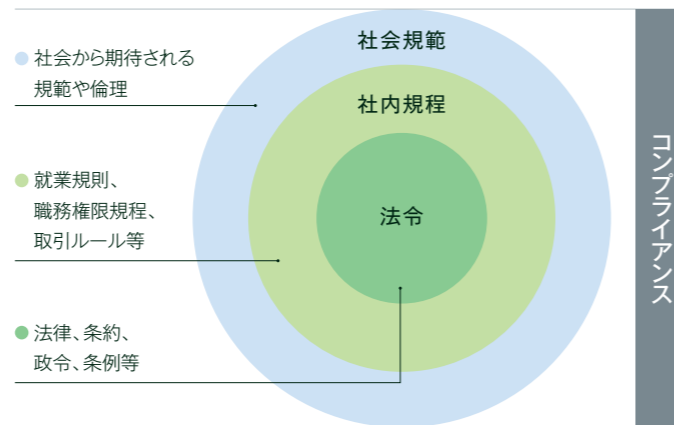 社会規範
社内規程
法令
社会から期待される
規範や倫理
就業規則、
職務権限規程、
取引ルール等
法律、条約、
政令、条例等
コンプライアンス